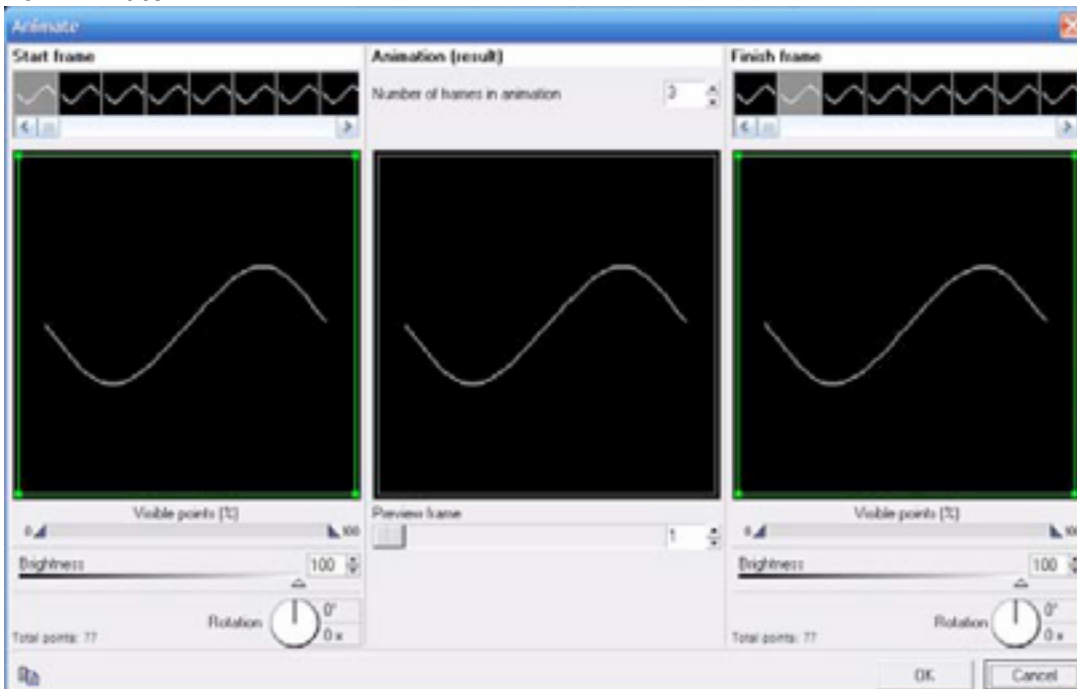 Animate
Start frame
Animation (result)
Finish frame
Number of frames in animation
3
Visible points (%)
0
100
Preview frame
1
Visible points (%)
0
Brightness
100
Brightness
100
Rotation
0°
0 x
Total points: 77
Rotation
0°
0 x
Total points: 77
OK
Cancel